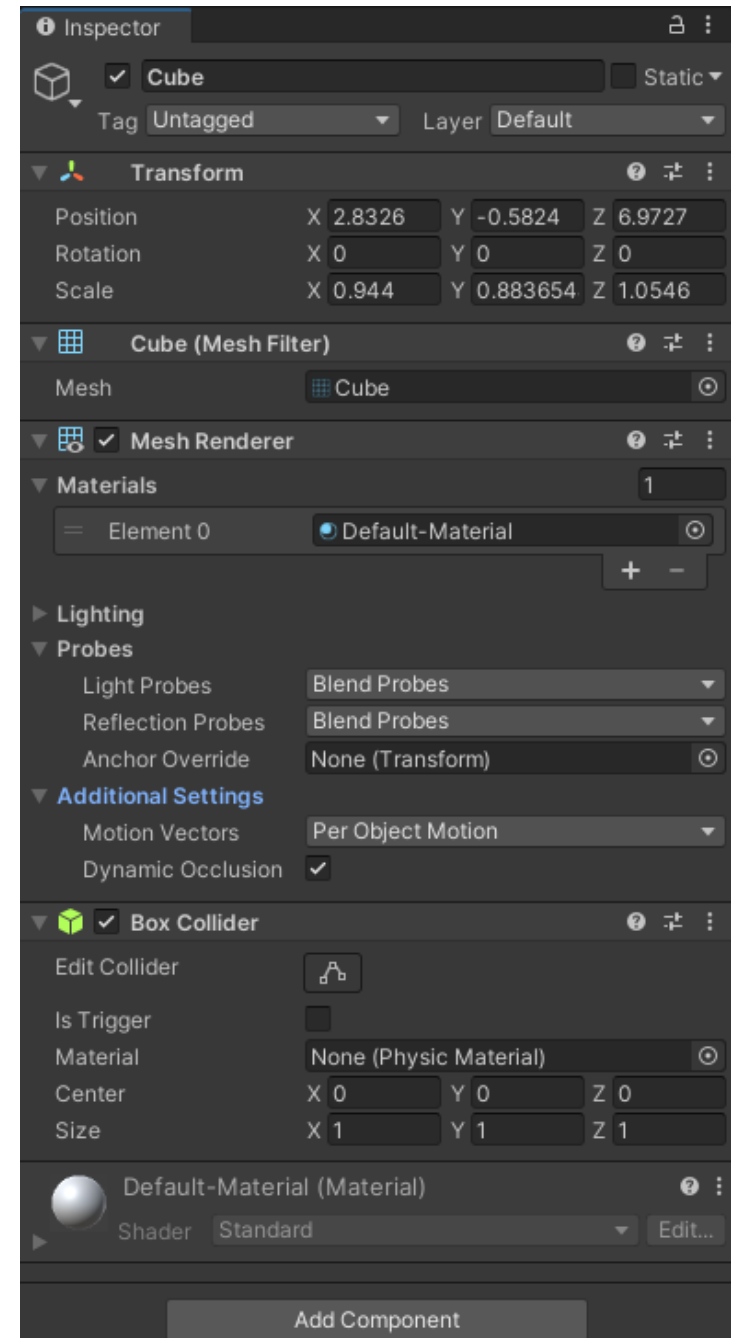 Inspector
Cube Static
Tag Untagged Layer Default
Transform
Position X 2.8326 Y -0.5824 Z 6.9727
Rotation X 0 Y 0 Z 0
Scale X 0.944 Y 0.883654 Z 1.0546
Cube (Mesh Filter)
Mesh Cube
Mesh Renderer
Materials 1
Element 0 Default-Material
Lighting
Probes
Light Probes Blend Probes
Reflection Probes Blend Probes
Anchor Override None (Transform)
Additional Settings
Motion Vectors Per Object Motion
Dynamic Occlusion
Box Collider
Edit Collider
Is Trigger
Material None (Physic Material)
Center X 0 Y 0 Z 0
Size X 1 Y 1 Z 1
Default-Material (Material)
Shader Standard Edit...
Add Component